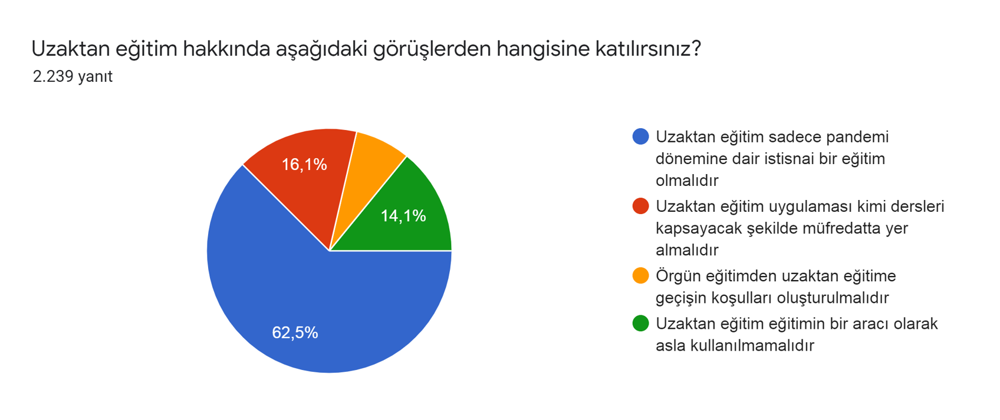 Uzaktan eğitim hakkında aşağıdaki görüşlerden hangisine katılırsınız?
2.239 yanıt
16,1%
14,1%
62,5%
Uzaktan eğitim sadece pandemi
dönemine dair istisnai bir eğitim
olmalıdır
Uzaktan eğitim uygulaması kimi dersleri
kapsayacak şekilde müfredatta yer
almalıdır
Örgün eğitimden uzaktan eğitime
geçişin koşulları oluşturulmalıdır
Uzaktan eğitim eğitimin bir aracı olarak
asla kullanılmamalıdır